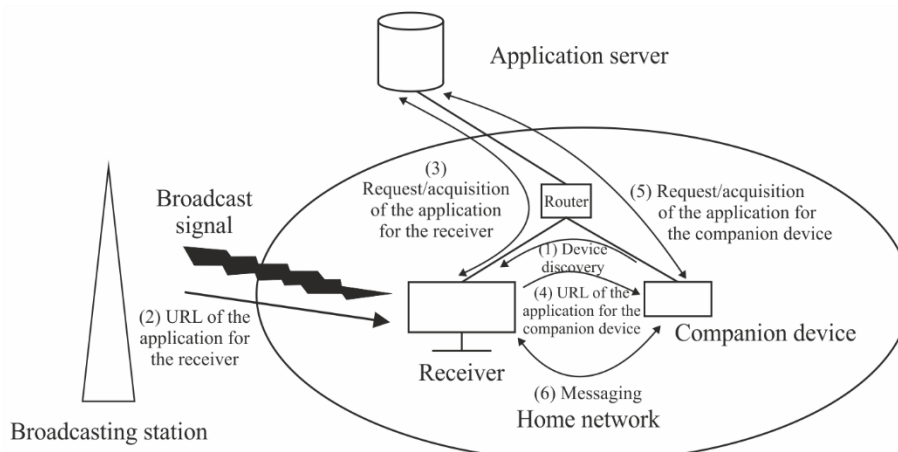 Application server
(3)
Request/acquisition
of the application
for the receiver
Router
(5) Request/acquisition
of the application for
the companion device
Broadcast
signal
(1) Device
discovery
(4) URL of the
application for the
companion device
(2) URL of the
application for
the receiver
Companion device
Receiver
(6) Messaging
Home network
Broadcasting station